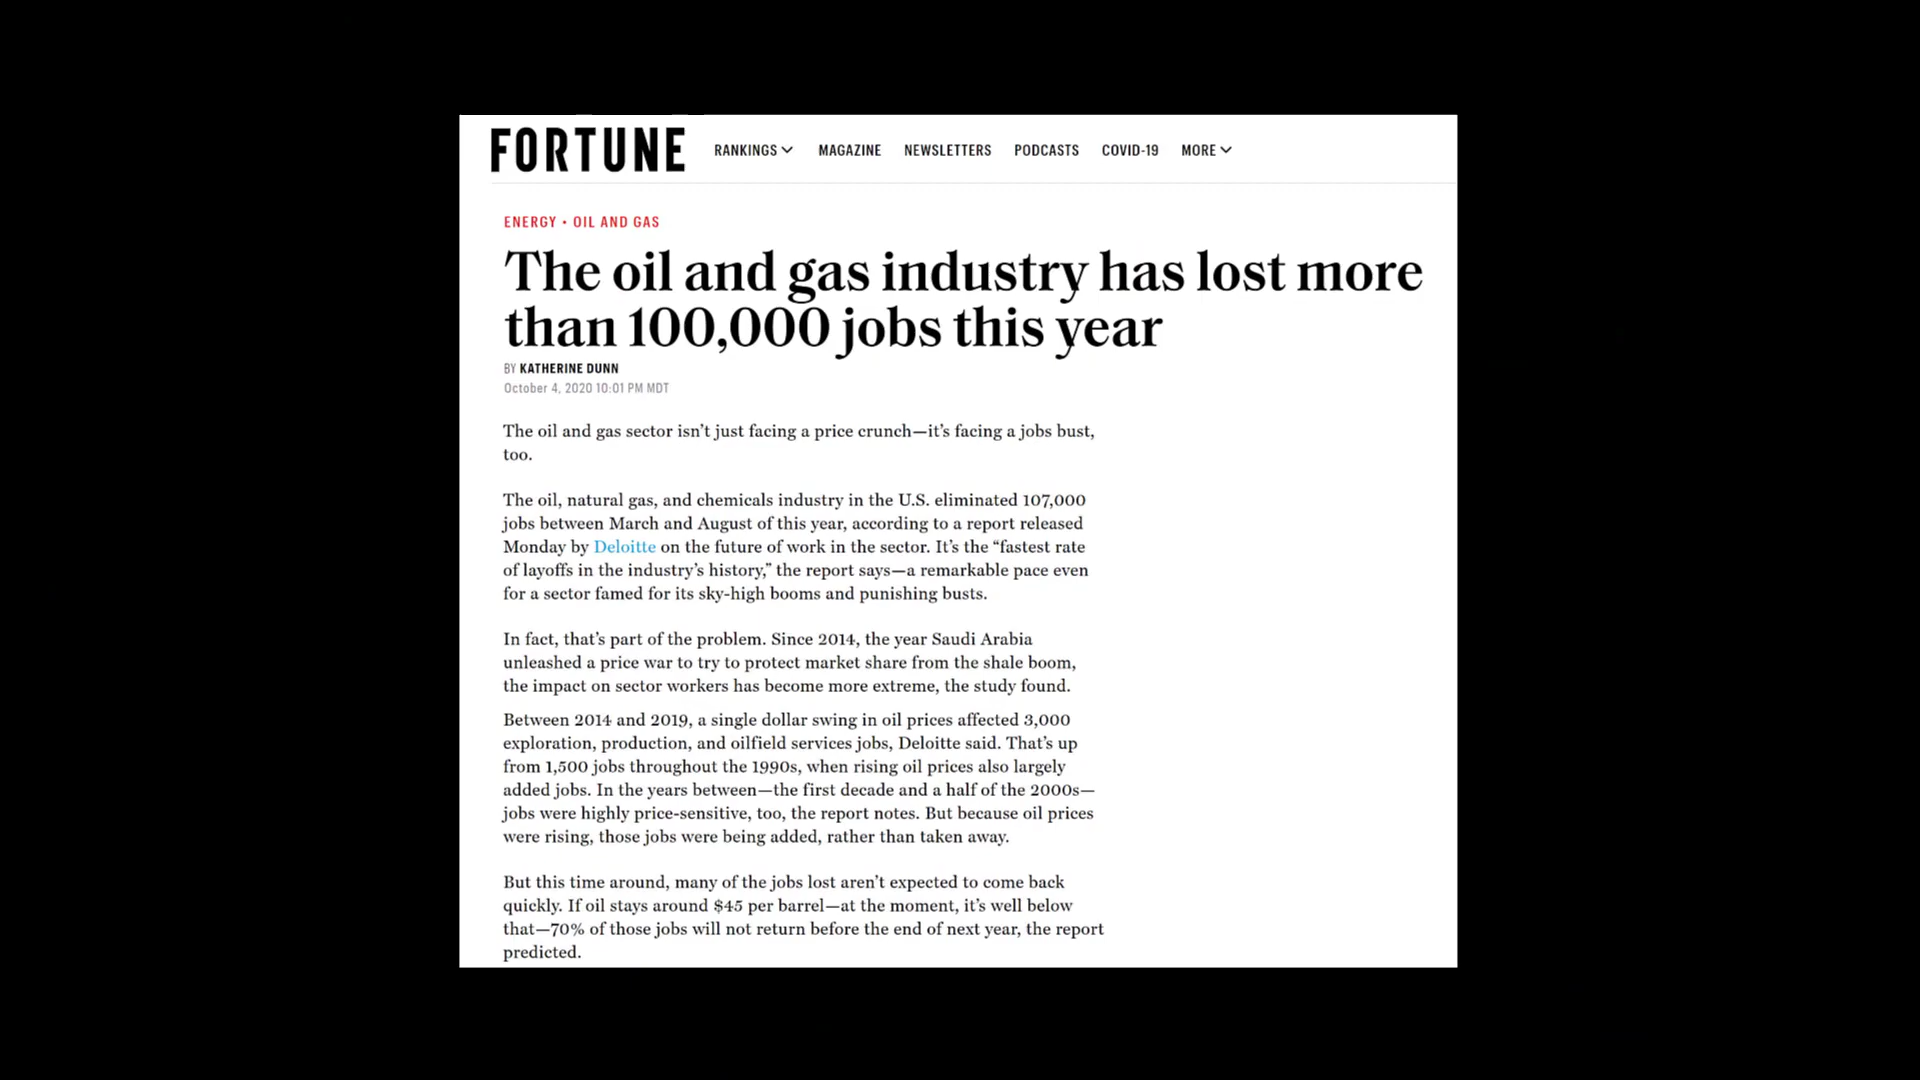 FORTUNE RANKINGS MAGAZINE NEWSLETTERS PODCASTS COVID-19 MORE
ENERGY • OIL AND GAS
The oil and gas industry has lost more
than 100,000 jobs this year
BY KATHERINE DUNN
October 4, 2020 10:01 PM MDT
The oil and gas sector isn’t just facing a price crunch—it’s facing a jobs bust,
too.
The oil, natural gas, and chemicals industry in the U.S. eliminated 107,000
jobs between March and August of this year, according to a report released
Monday by Deloitte on the future of work in the sector. It’s the “fastest rate
of layoffs in the industry’s history,” the report says—a remarkable pace even
for a sector famed for its sky-high booms and punishing busts.
In fact, that’s part of the problem. Since 2014, the year Saudi Arabia
unleashed a price war to try to protect market share from the shale boom,
the impact on sector workers has become more extreme, the study found.
Between 2014 and 2019, a single dollar swing in oil prices affected 3,000
exploration, production, and oilfield services jobs, Deloitte said. That’s up
from 1,500 jobs throughout the 1990s, when rising oil prices also largely
added jobs. In the years between—the first decade and a half of the 2000s—
jobs were highly price-sensitive, too, the report notes. But because oil prices
were rising, those jobs were being added, rather than taken away.
But this time around, many of the jobs lost aren’t expected to come back
quickly. If oil stays around $45 per barrel—at the moment, it’s well below
that—70% of those jobs will not return before the end of next year, the report
predicted.